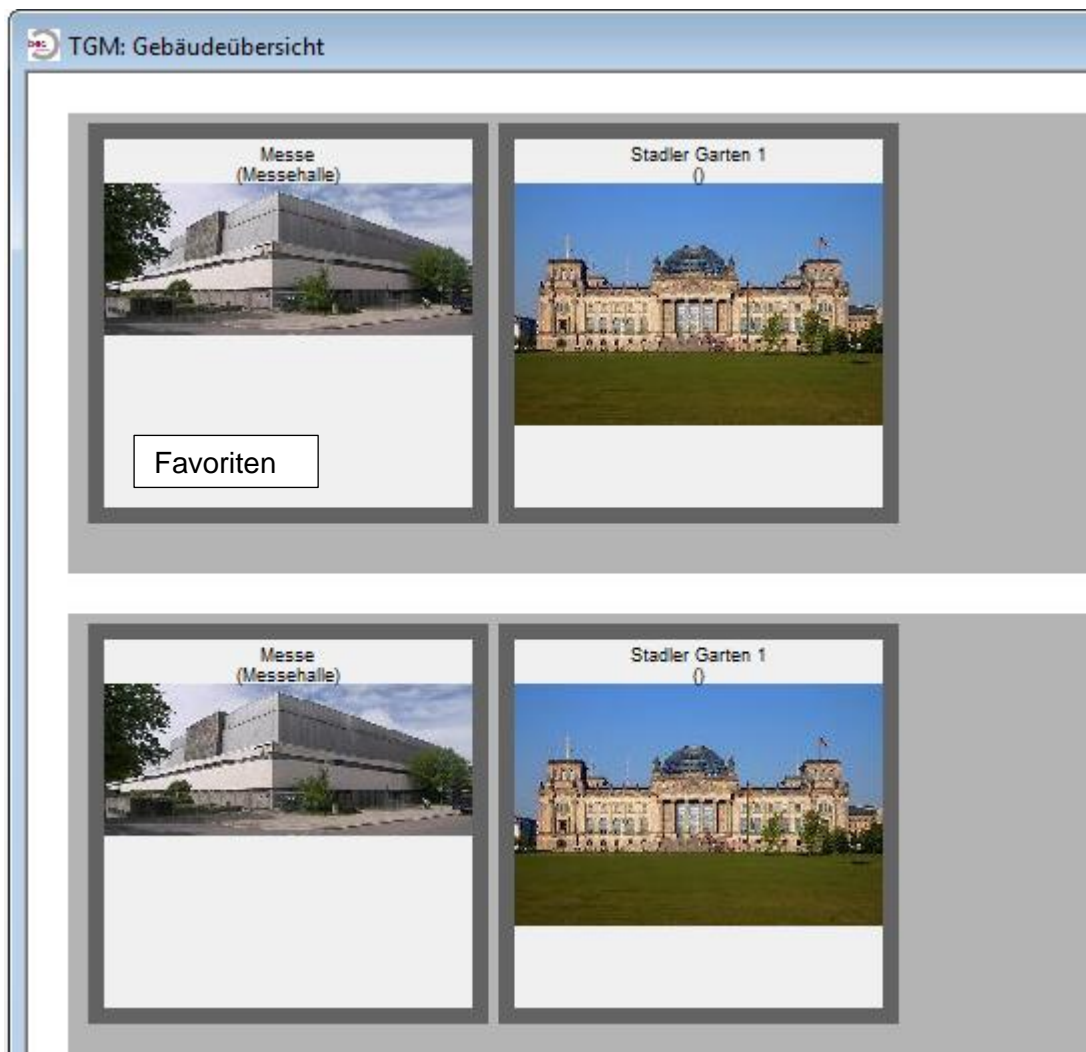 TGM: Gebäudeübersicht
Messe
(Messehalle)
Stadler Garten 1
()
Favoriten
Messe
(Messehalle)
Stadler Garten 1
()